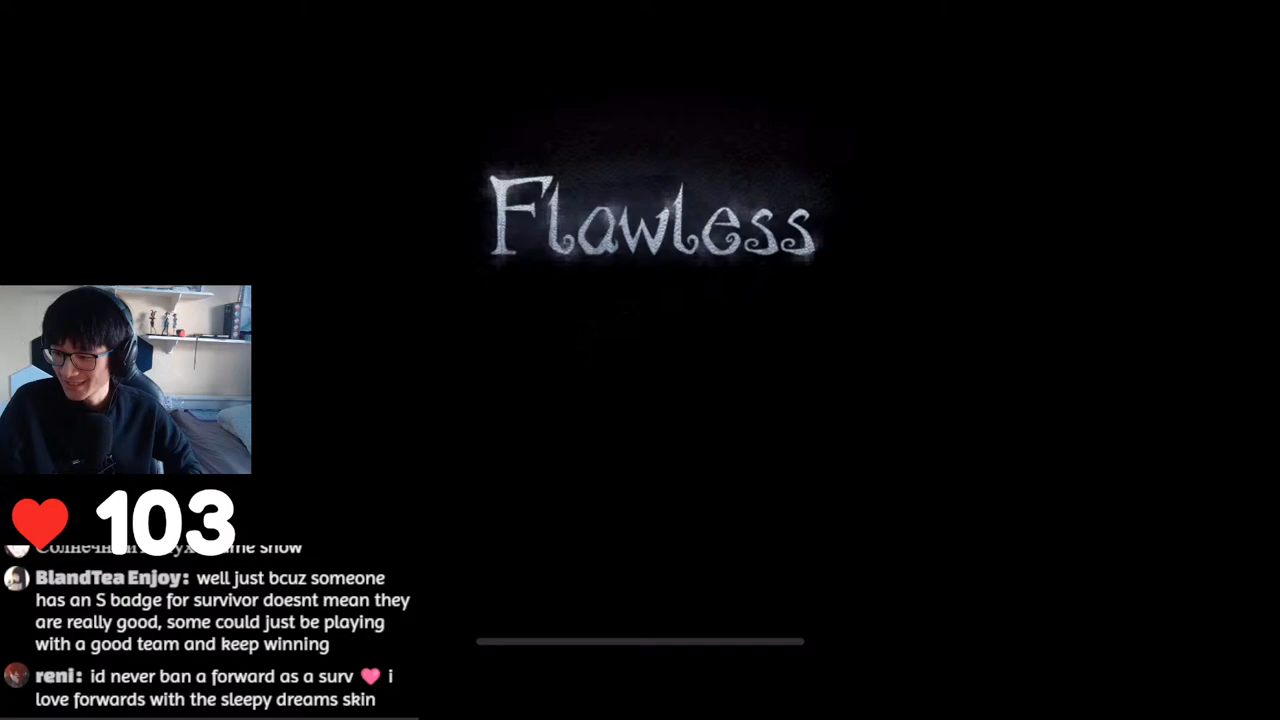 Flawless
103
show
BlandTea Enjoy: well just bcuz someone
has an S badge for survivor doesnt mean they
are really good, some could just be playing
with a good team and keep winning
reni: id never ban a forward as a surv 💗 i
love forwards with the sleepy dreams skin